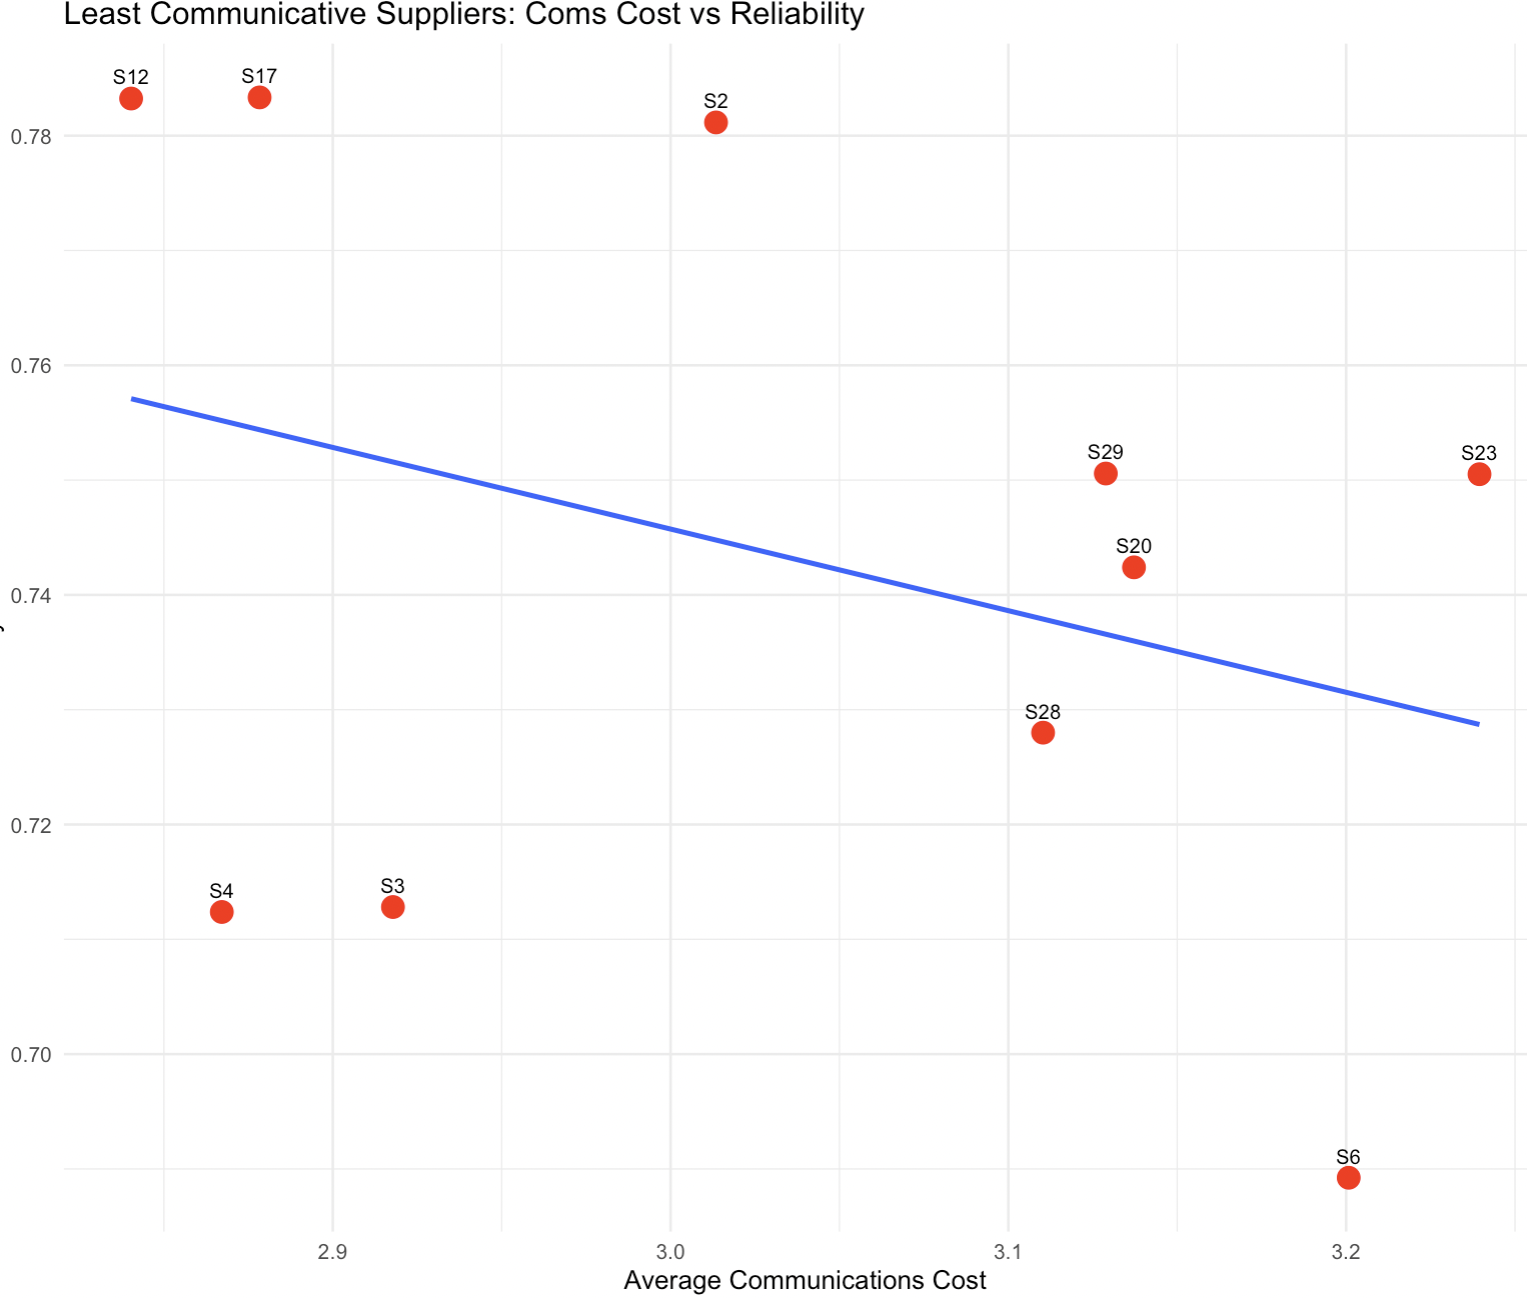 Least Communicative Suppliers: Coms Cost vs Reliability
S12
S17
S2
0.78
0.76
S29
S23
S20
0.74
S28
0.72
S4
S3
0.70
S6
2.9
3.0
3.1
3.2
Average Communications Cost